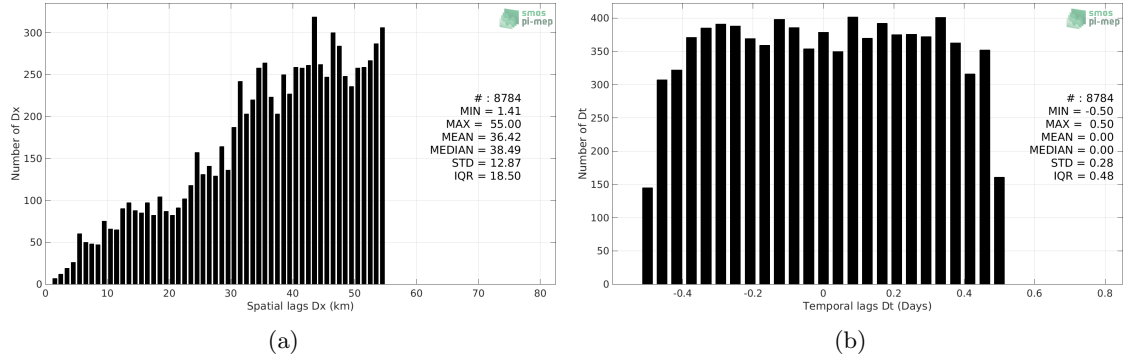 smos
pi-mep
300
250
200
150
100
50
0
Number of Dx
# : 8784
MIN = 1.41
MAX = 55.00
MEAN = 36.42
MEDIAN = 38.49
STD = 12.87
IQR = 18.50
0 10 20 30 40 50 60 70 80
Spatial lags Dx (km)
(a)
smos
pi-mep
400
350
300
250
200
150
100
50
0
Number of Dt
# : 8784
MIN = -0.50
MAX = 0.50
MEAN = 0.00
MEDIAN = 0.00
STD = 0.28
IQR = 0.48
-0.4 -0.2 0 0.2 0.4 0.6 0.8
Temporal lags Dt (Days)
(b)